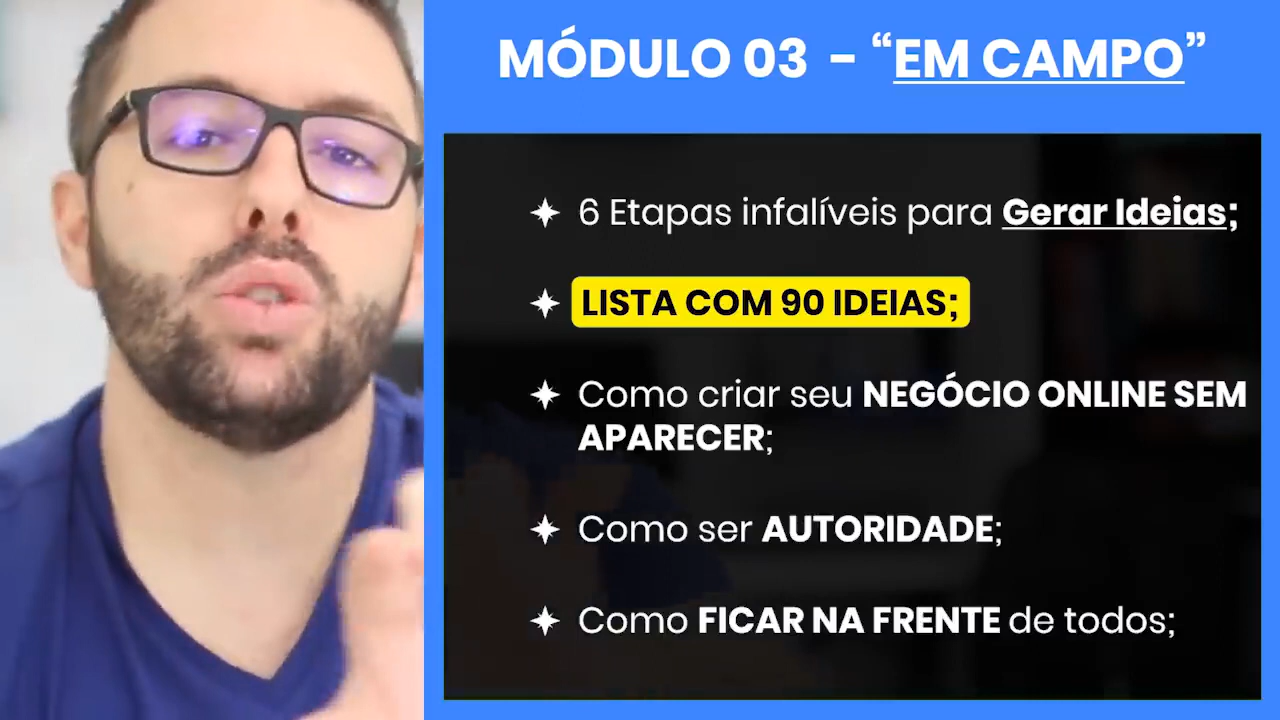 MÓDULO 03 - “EM CAMPO”
6 Etapas infalíveis para Gerar Ideias;
LISTA COM 90 IDEIAS;
Como criar seu NEGÓCIO ONLINE SEM
APARECER;
Como ser AUTORIDADE;
Como FICAR NA FRENTE de todos;